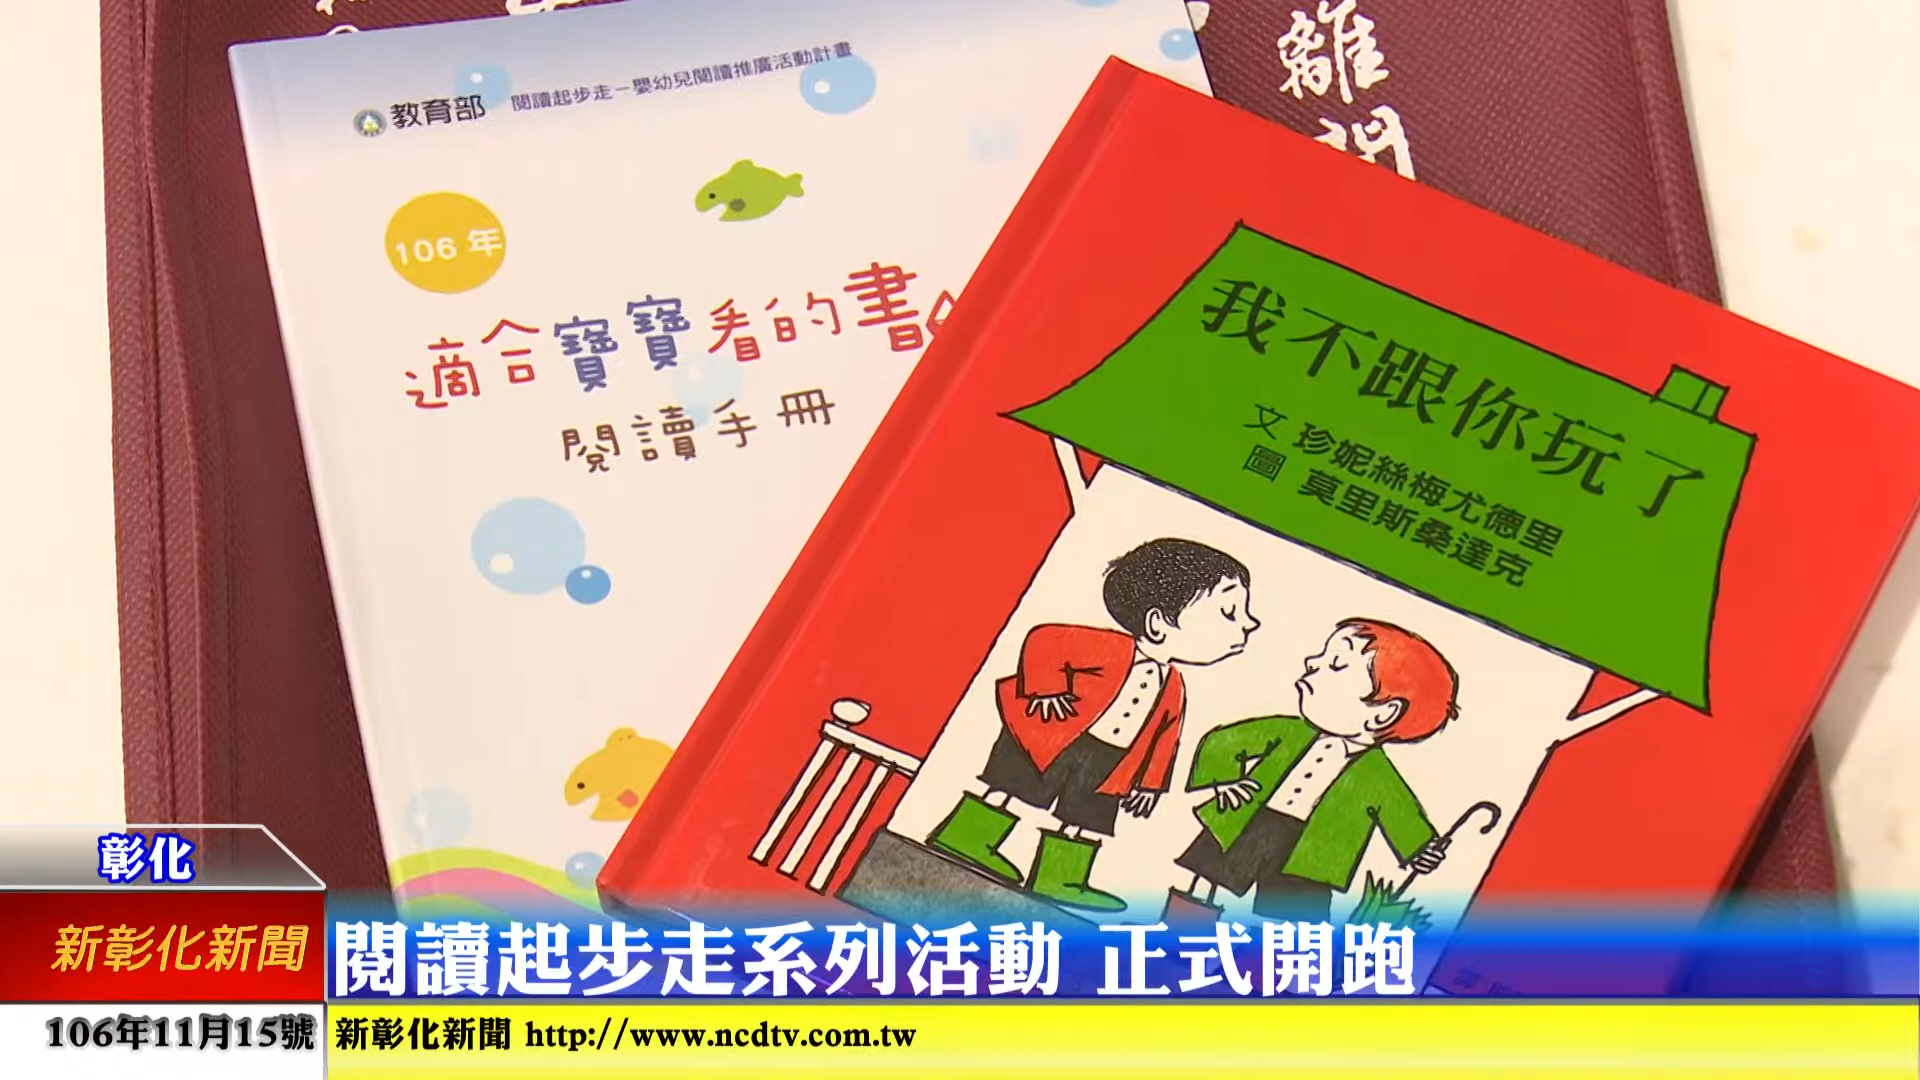 離
教育部 閱讀起步走－嬰幼兒閱讀推廣活動計畫
106 年
適合寶寶看的書
閱讀手冊
我不跟你玩了
文 珍妮絲梅尤德里
圖 莫里斯桑達克
彰化
新彰化新聞
閱讀起步走系列活動 正式開跑
106年11月15號
新彰化新聞 http://www.ncdtv.com.tw